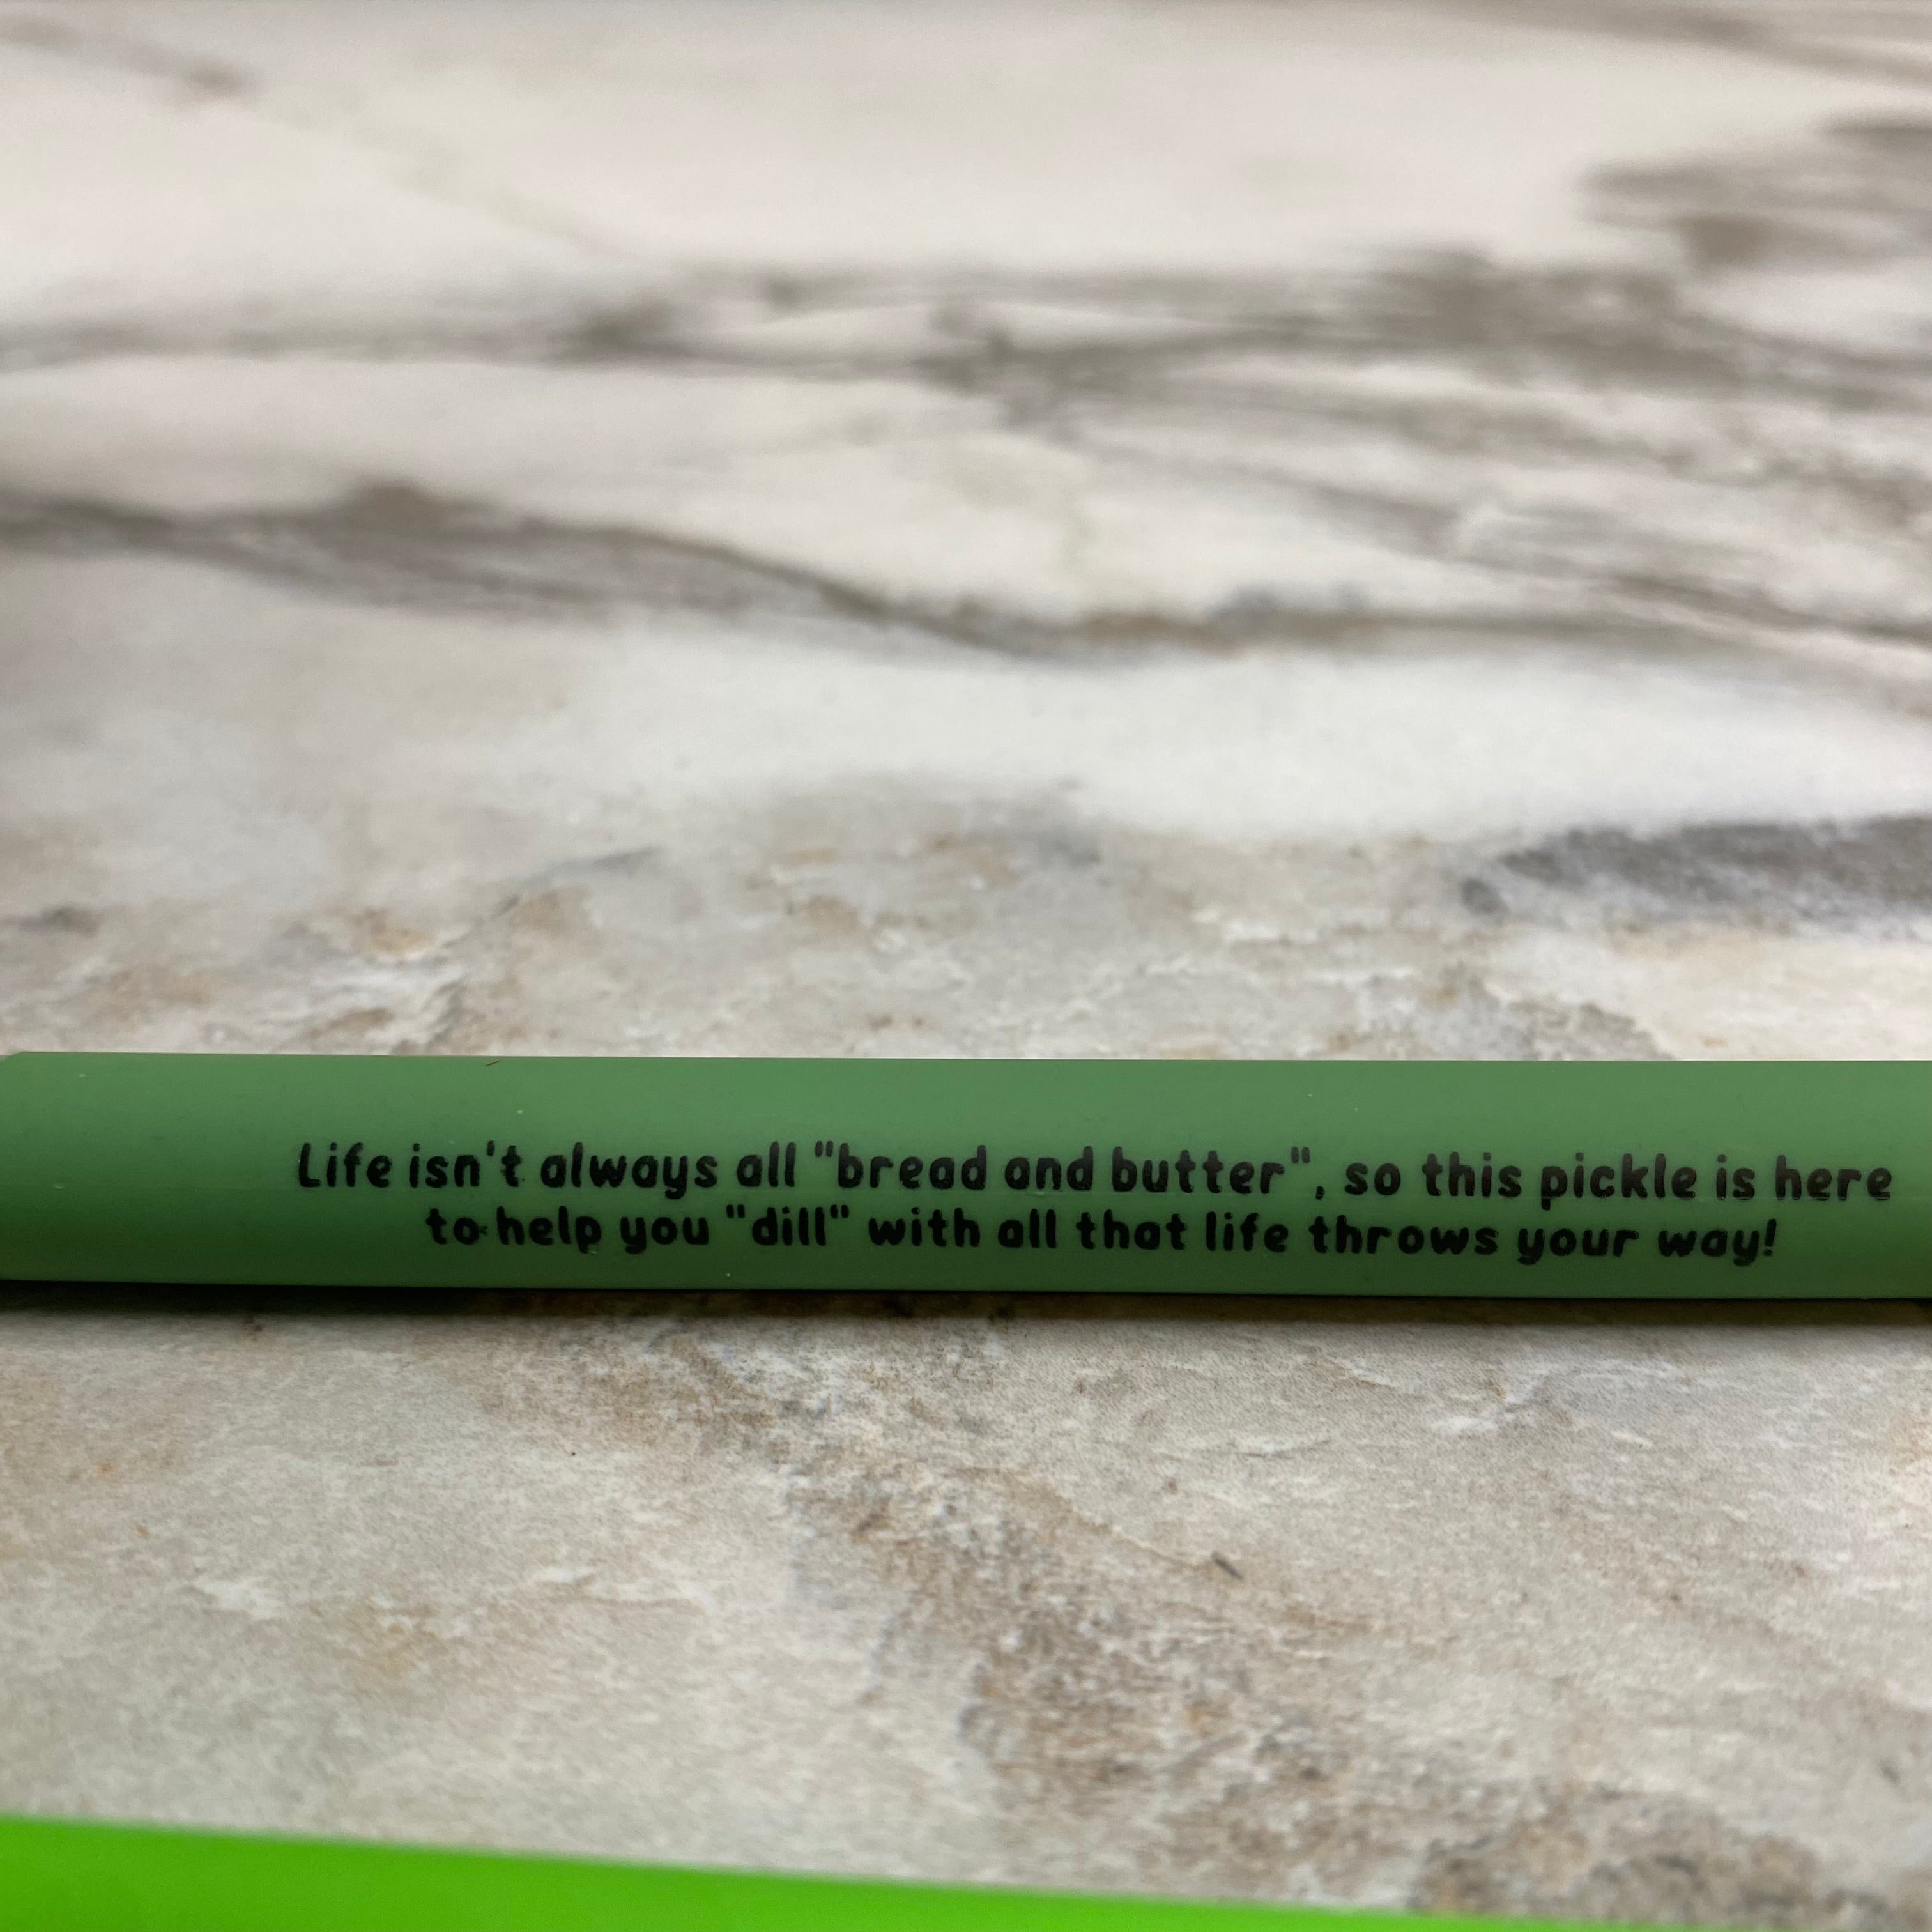 Life isn't always all "bread and butter", so this pickle is here
to help you "dill" with all that life throws your way!